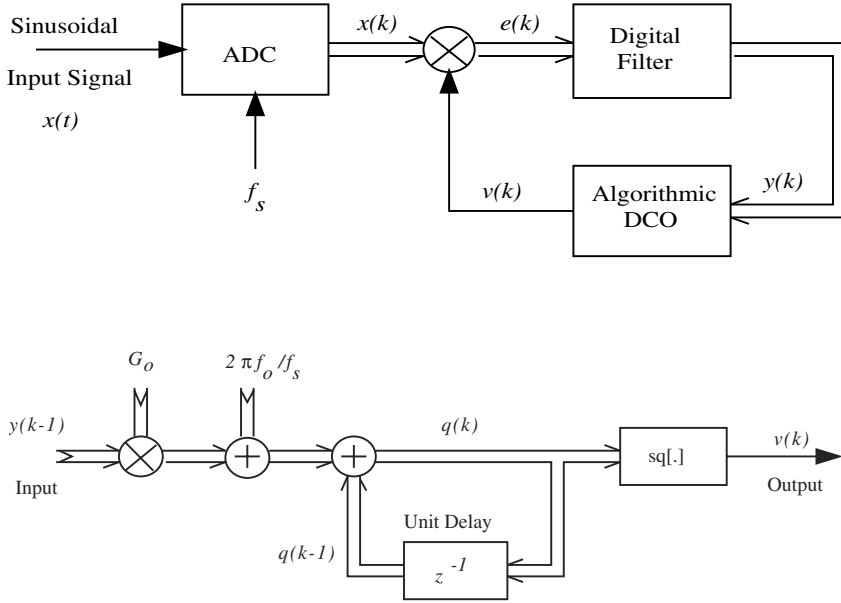 Sinusoidal
Input Signal
x(t)
ADC
f_s
x(k)
e(k)
Digital
Filter
v(k)
Algorithmic
DCO
y(k)
G_o
2 π f_o /f_s
y(k-1)
Input
q(k)
sq[.]
v(k)
Output
Unit Delay
q(k-1)
z^-1